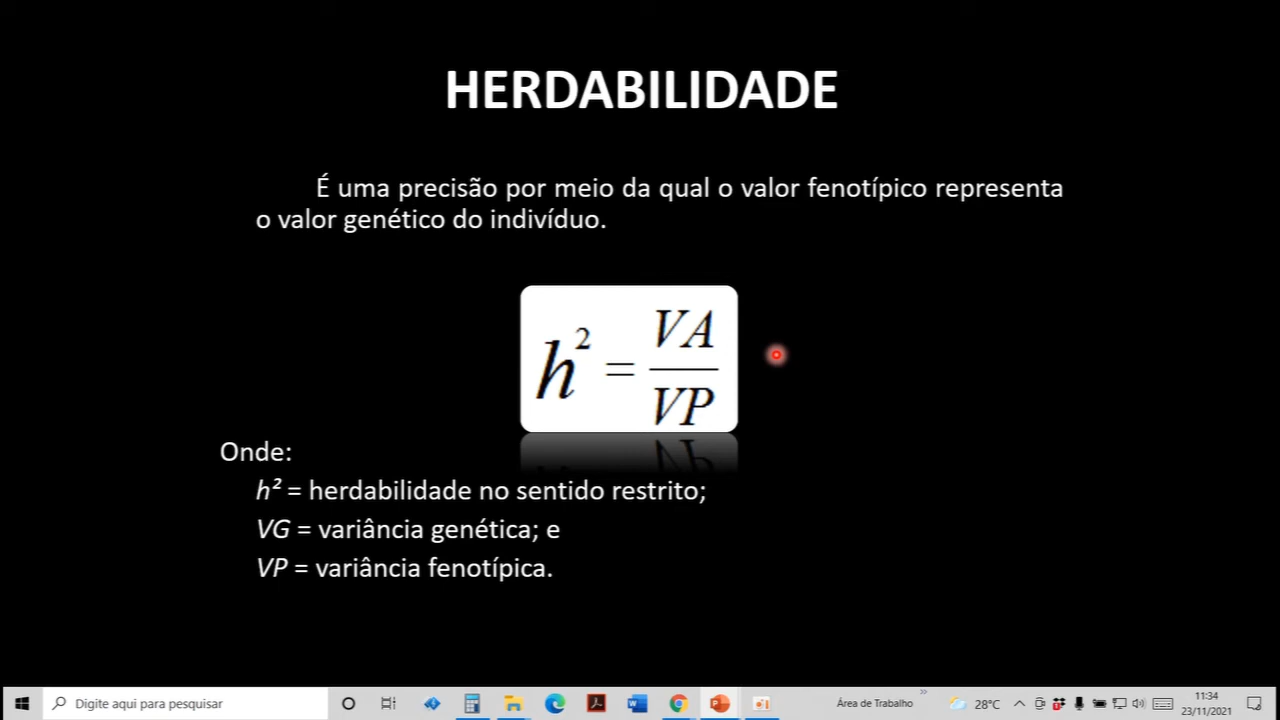 HERDABILIDADE
É uma precisão por meio da qual o valor fenotípico representa
o valor genético do indivíduo.
h² = VA / VP
Onde:
h² = herdabilidade no sentido restrito;
VG = variância genética; e
VP = variância fenotípica.
Digite aqui para pesquisar
Área de Trabalho
28°C
11:34
23/11/2021